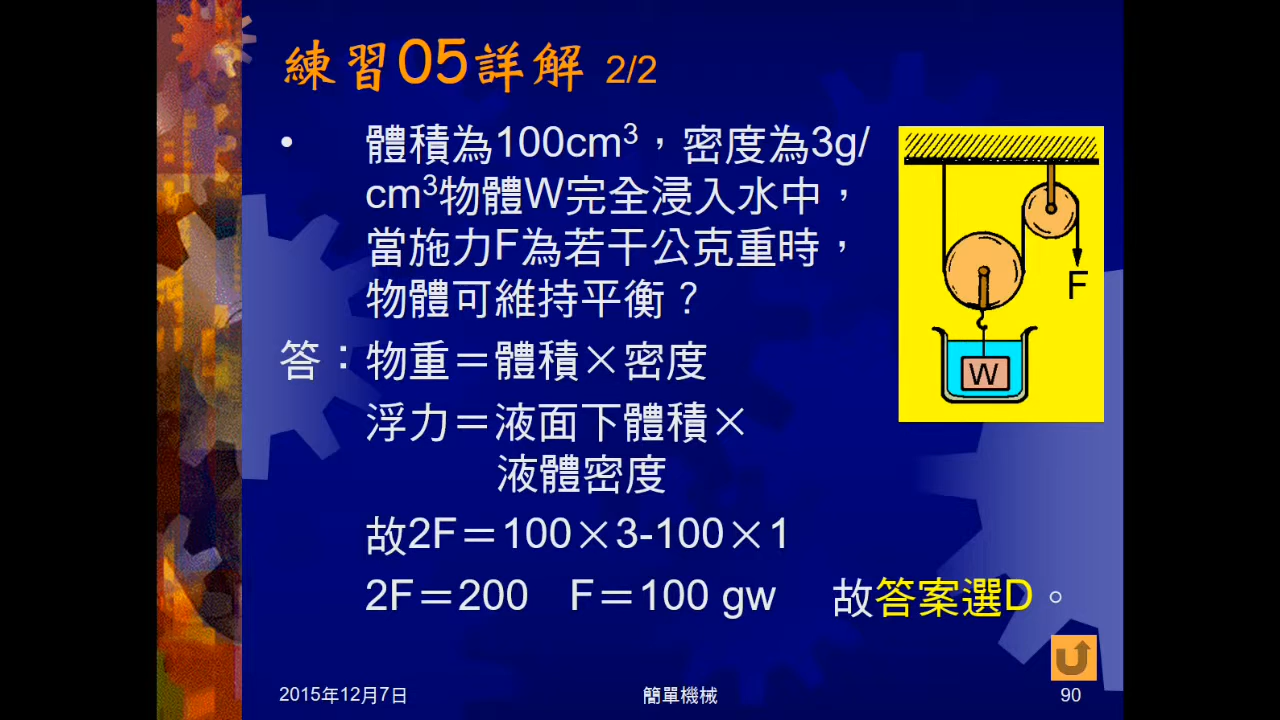 練習05詳解 2/2
• 體積為100cm³，密度為3g/
cm³物體W完全浸入水中，
當施力F為若干公克重時，
物體可維持平衡？
答：物重＝體積×密度
浮力＝液面下體積×
液體密度
故2F＝100×3-100×1
2F＝200 F＝100 gw 故答案選D。
F
W
2015年12月7日 簡單機械 90